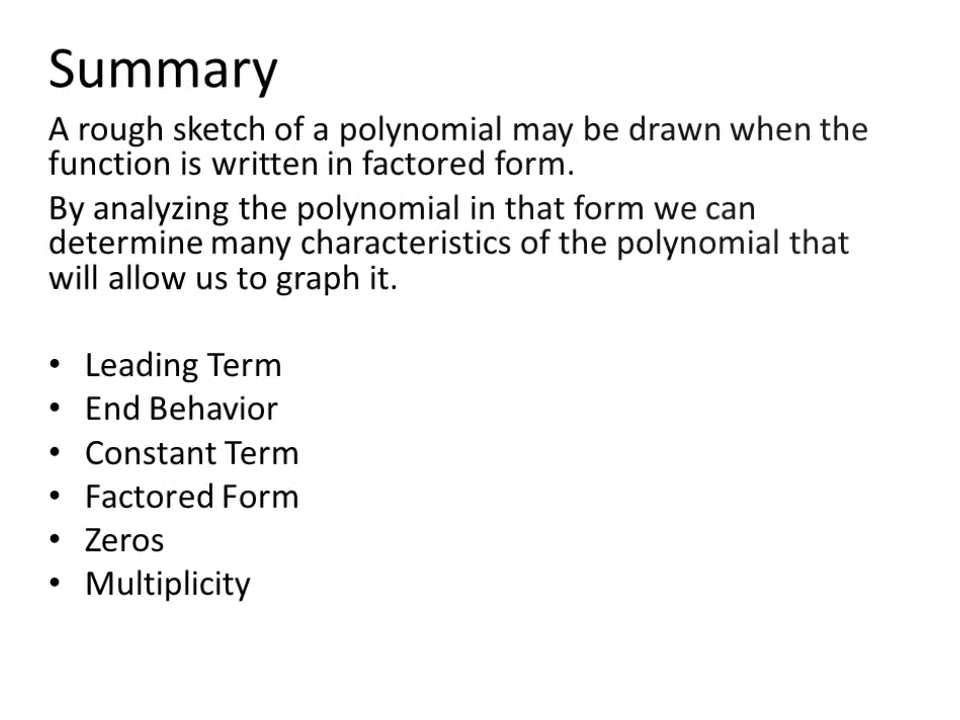 Summary
A rough sketch of a polynomial may be drawn when the
function is written in factored form.
By analyzing the polynomial in that form we can
determine many characteristics of the polynomial that
will allow us to graph it.
• Leading Term
• End Behavior
• Constant Term
• Factored Form
• Zeros
• Multiplicity